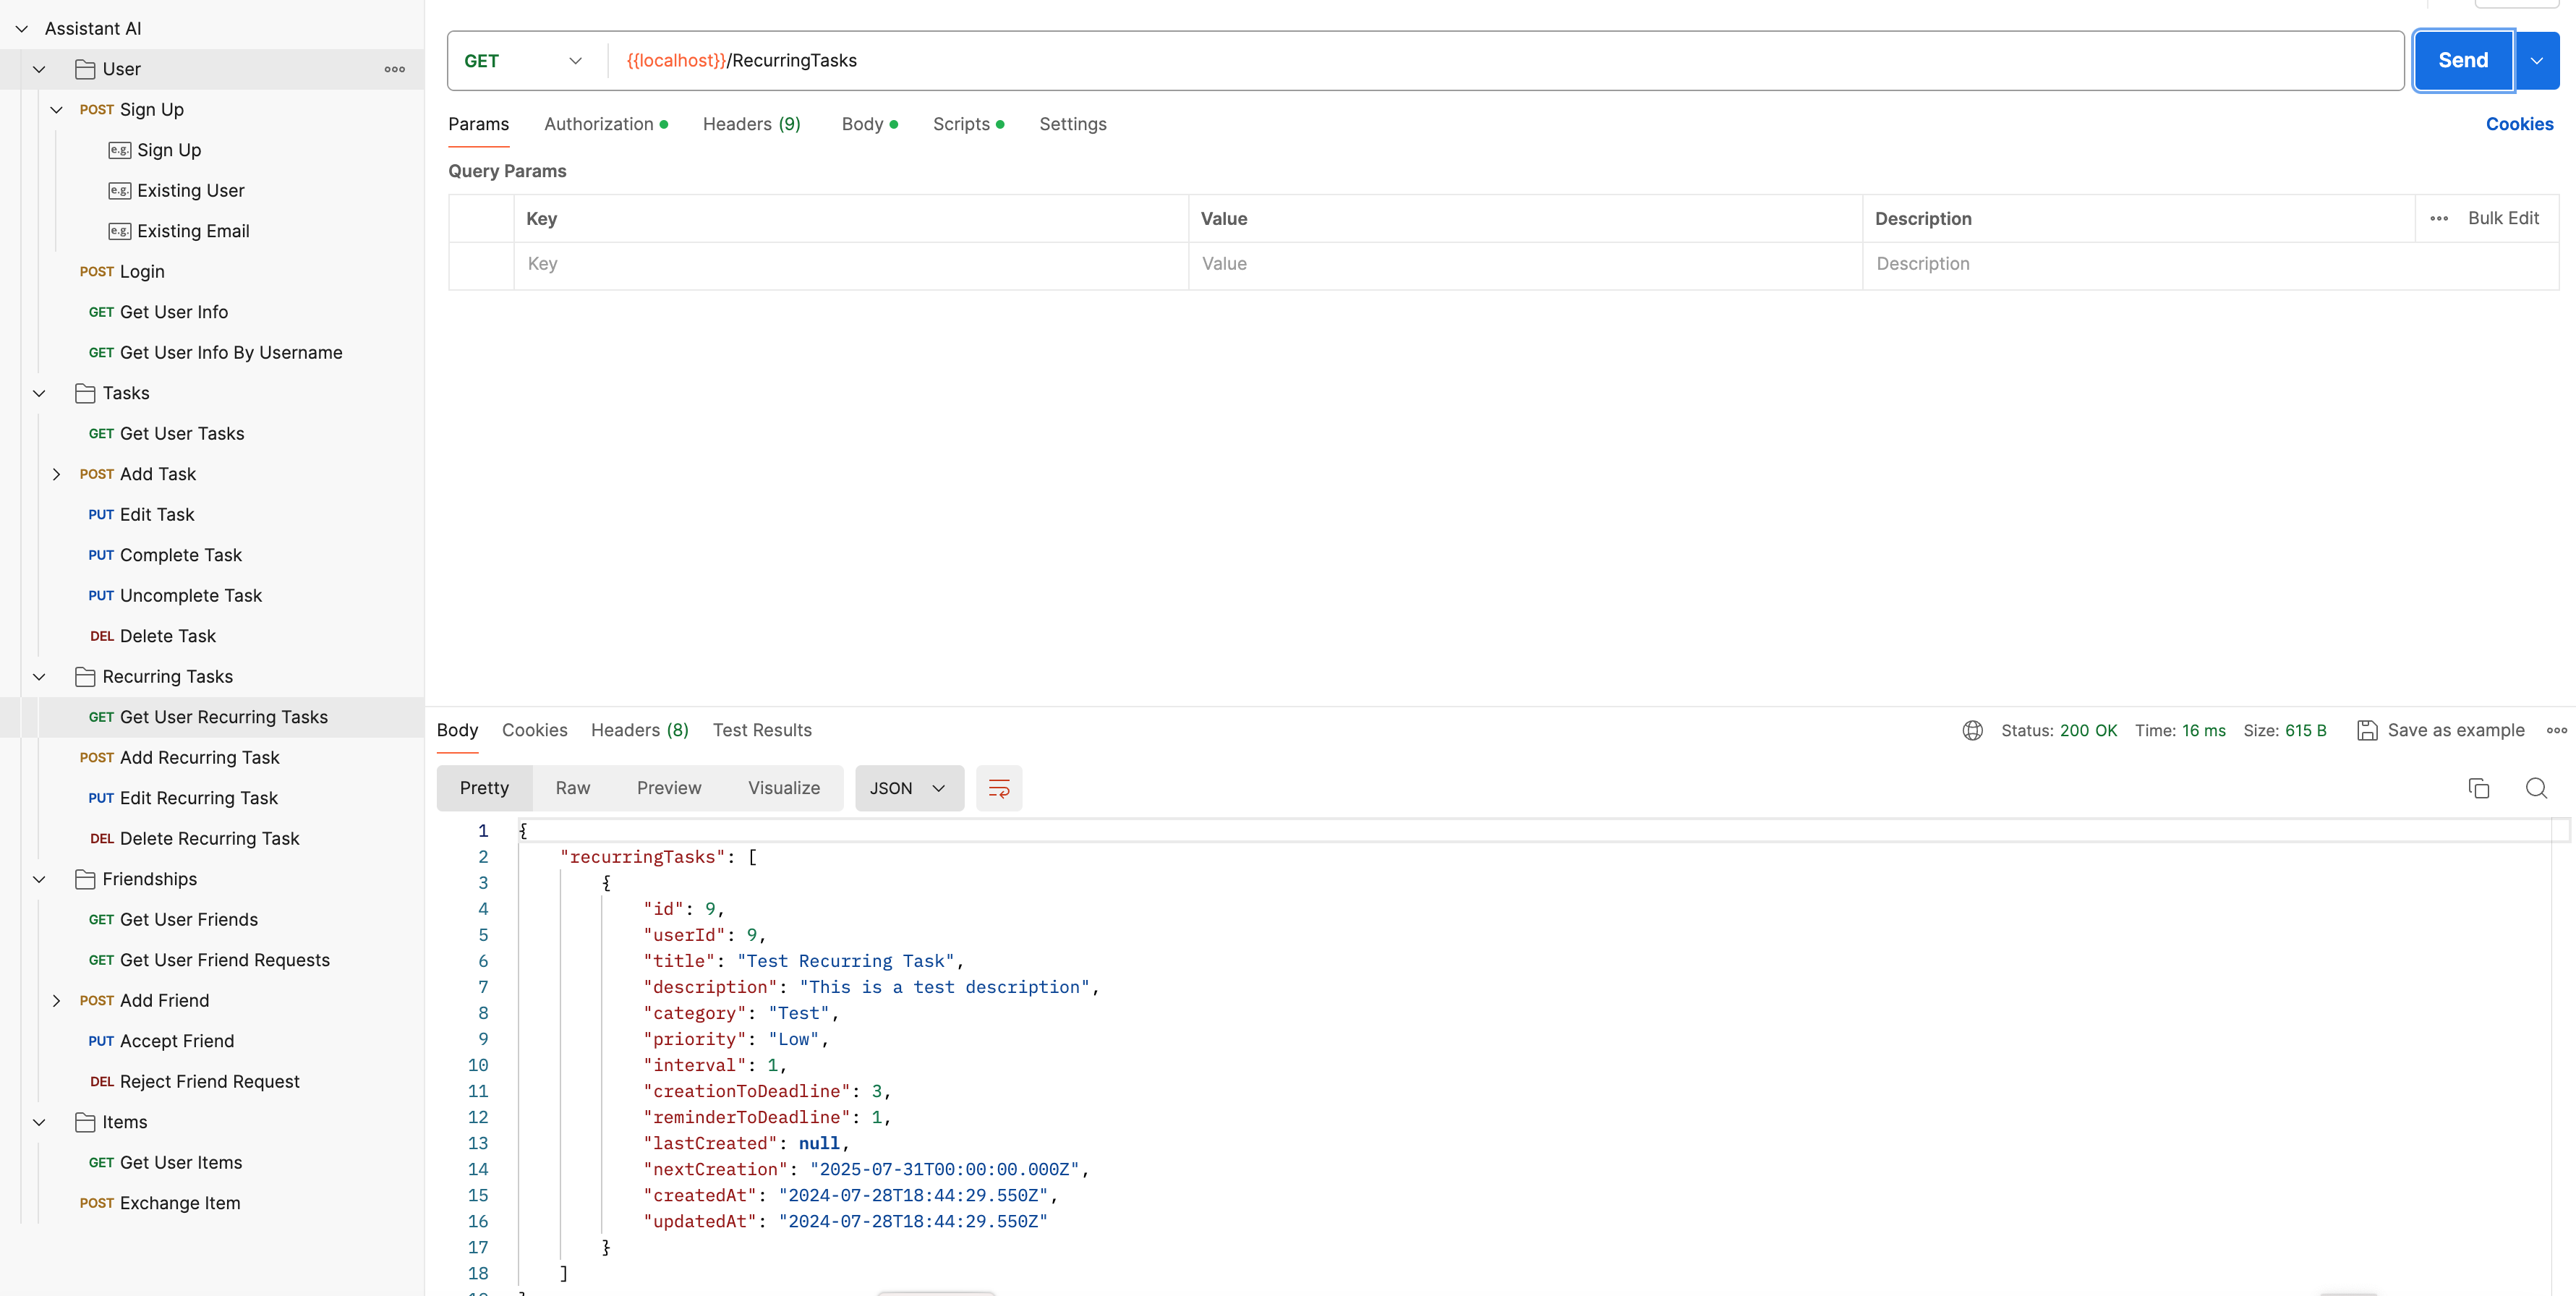 Assistant AI
User
POST Sign Up
e.g. Sign Up
e.g. Existing User
e.g. Existing Email
POST Login
GET Get User Info
GET Get User Info By Username
Tasks
GET Get User Tasks
POST Add Task
PUT Edit Task
PUT Complete Task
PUT Uncomplete Task
DEL Delete Task
Recurring Tasks
GET Get User Recurring Tasks
POST Add Recurring Task
PUT Edit Recurring Task
DEL Delete Recurring Task
Friendships
GET Get User Friends
GET Get User Friend Requests
POST Add Friend
PUT Accept Friend
DEL Reject Friend Request
Items
GET Get User Items
POST Exchange Item
GET {{localhost}}/RecurringTasks Send
Params Authorization Headers (9) Body Scripts Settings Cookies
Query Params
Key Value Description Bulk Edit
Key Value Description
Body Cookies Headers (8) Test Results Status: 200 OK Time: 16 ms Size: 615 B Save as example
Pretty Raw Preview Visualize JSON
1 {
2 "recurringTasks": [
3 {
4 "id": 9,
5 "userId": 9,
6 "title": "Test Recurring Task",
7 "description": "This is a test description",
8 "category": "Test",
9 "priority": "Low",
10 "interval": 1,
11 "creationToDeadline": 3,
12 "reminderToDeadline": 1,
13 "lastCreated": null,
14 "nextCreation": "2025-07-31T00:00:00.000Z",
15 "createdAt": "2024-07-28T18:44:29.550Z",
16 "updatedAt": "2024-07-28T18:44:29.550Z"
17 }
18 ]